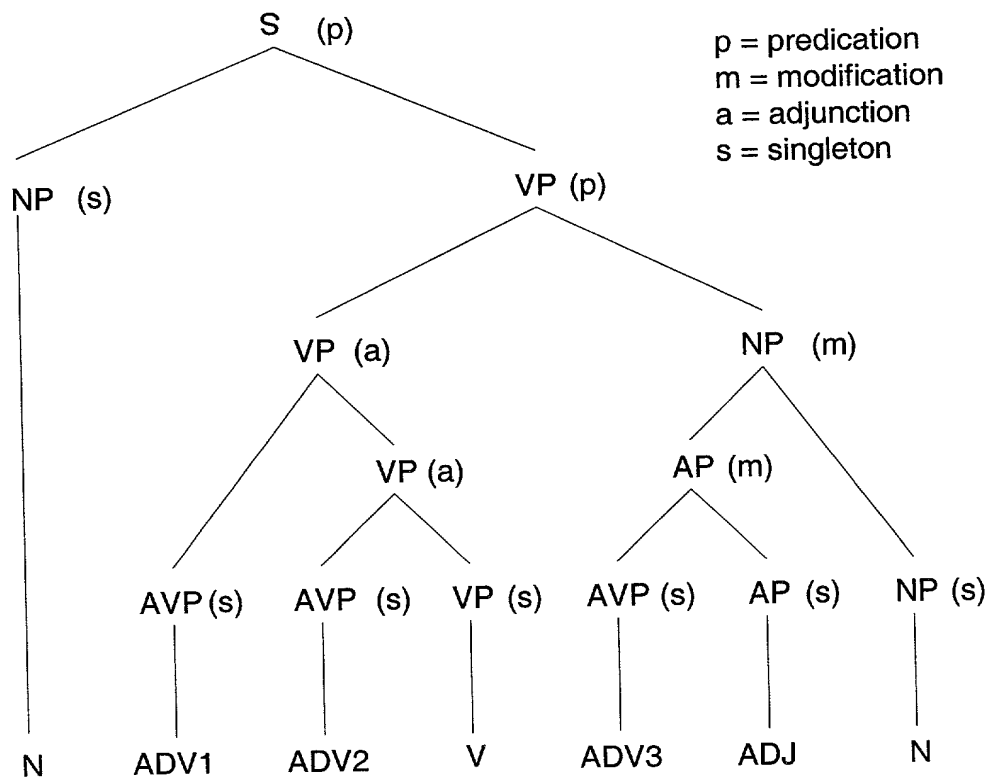 S (p)
p = predication
m = modification
a = adjunction
s = singleton
NP (s)
VP (p)
VP (a)
NP (m)
VP (a)
AP (m)
AVP (s)
AVP (s)
VP (s)
AVP (s)
AP (s)
NP (s)
N
ADV1
ADV2
V
ADV3
ADJ
N